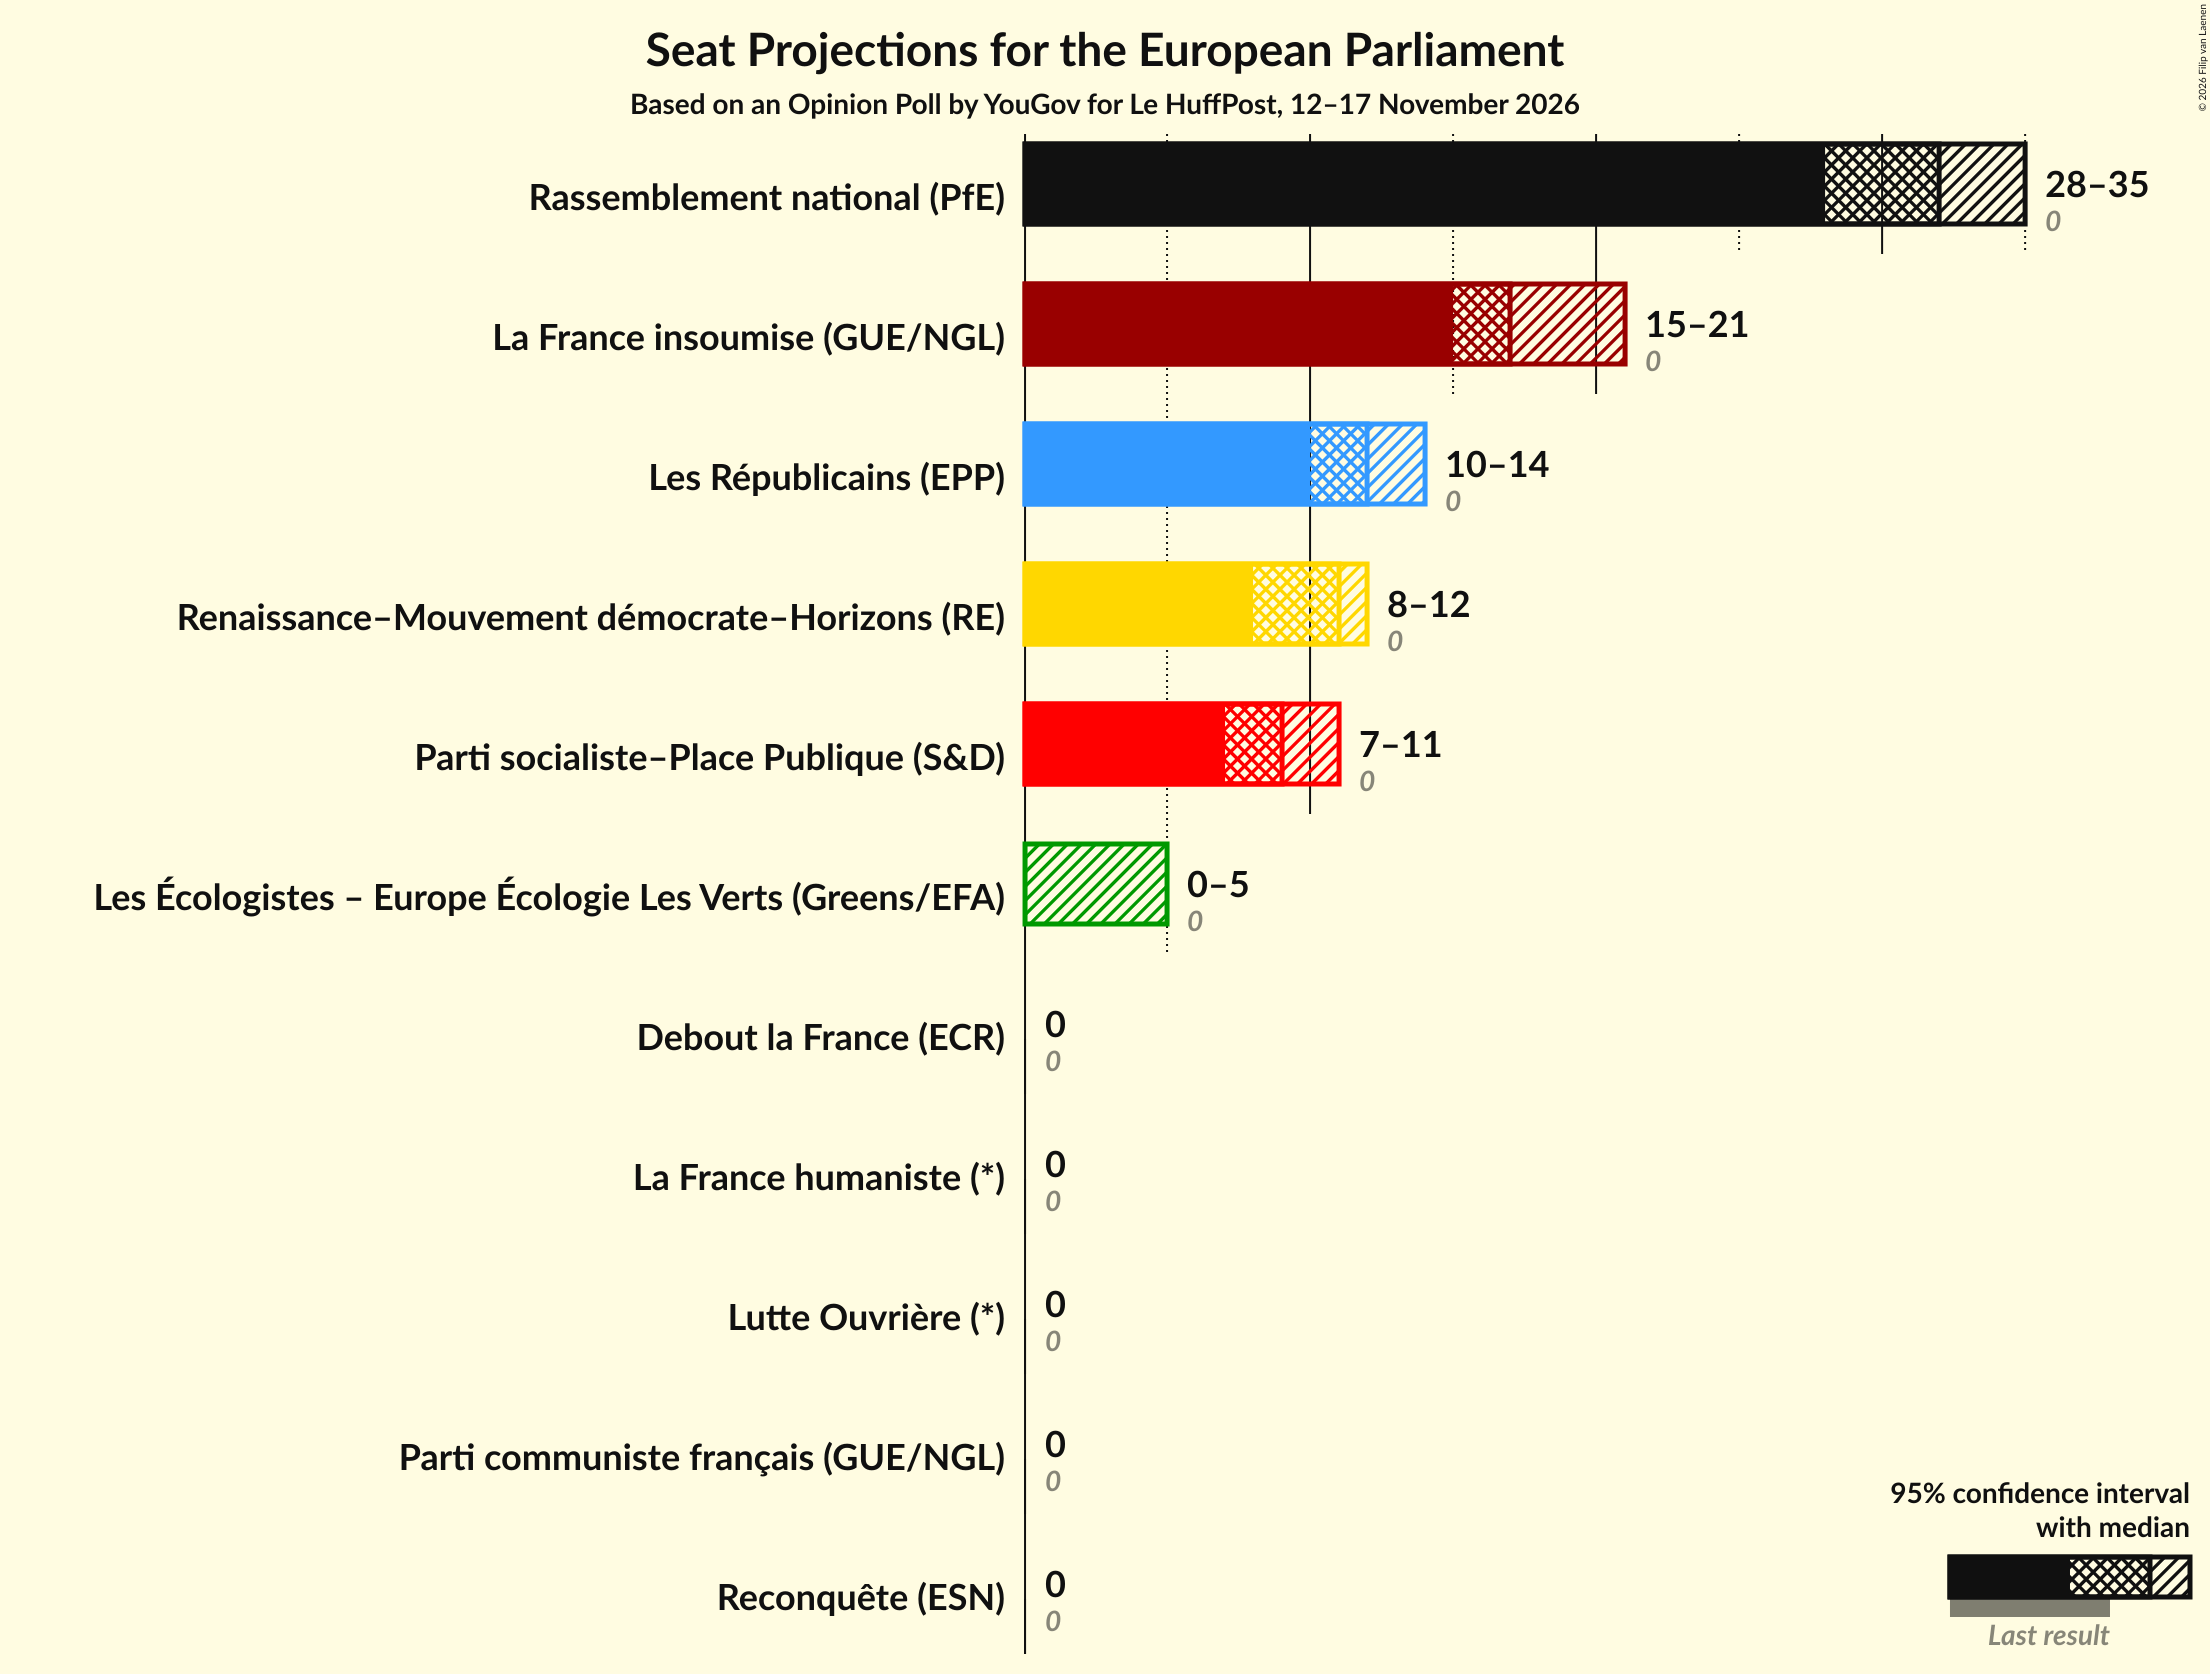 Seat Projections for the European Parliament
Based on an Opinion Poll by YouGov for Le HuffPost, 12–17 November 2026
© 2026 Filip van Laenen
Rassemblement national (PfE)
28–35
0
La France insoumise (GUE/NGL)
15–21
0
Les Républicains (EPP)
10–14
0
Renaissance–Mouvement démocrate–Horizons (RE)
8–12
0
Parti socialiste–Place Publique (S&D)
7–11
0
Les Écologistes – Europe Écologie Les Verts (Greens/EFA)
0–5
0
Debout la France (ECR)
0
0
La France humaniste (*)
0
0
Lutte Ouvrière (*)
0
0
Parti communiste français (GUE/NGL)
0
0
Reconquête (ESN)
0
0
95% confidence interval
with median
Last result